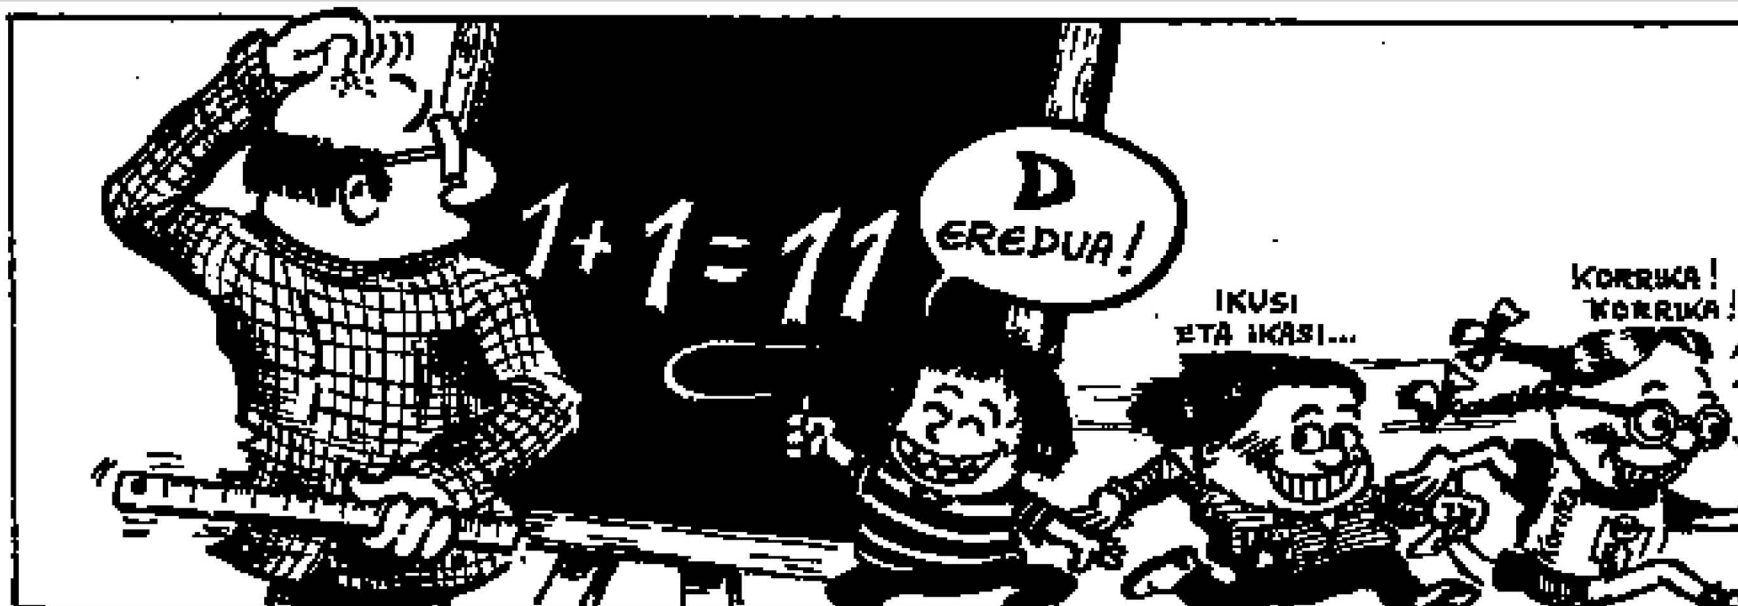 1+1=11
D
EREDUA!
IKUSI
ETA IKASI...
KORRIKA!
KORRIKA!